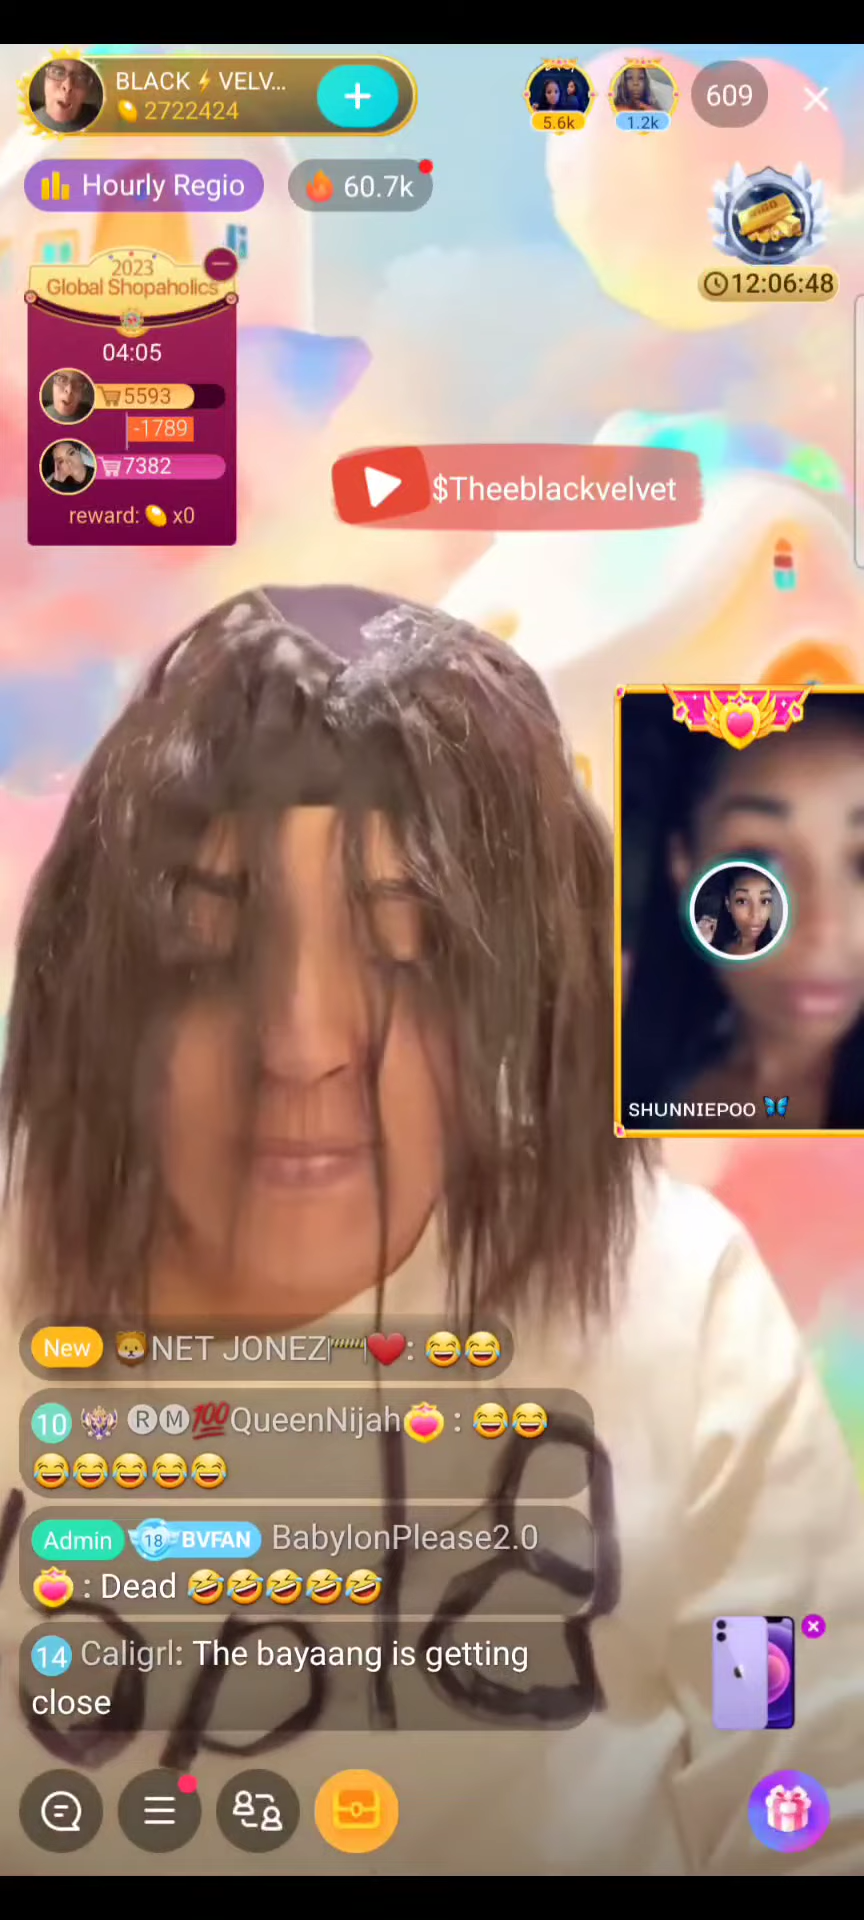 BLACK⚡VELV...
2722424
5.6k
1.2k
609
Hourly Regio
60.7k
12:06:48
2023
Global Shopaholics
04:05
5593
-1789
7382
reward: x0
$Theeblackvelvet
SHUNNIEPOO 🦋
New 🦁NET JONEZ❤️: 😂😂
10 ⓇⓂ💯QueenNijah: 😂😂
😂😂😂😂😂
Admin 18 BVFAN BabylonPlease2.0
: Dead 🤣🤣🤣🤣🤣
14 Caligrl: The bayaang is getting
close